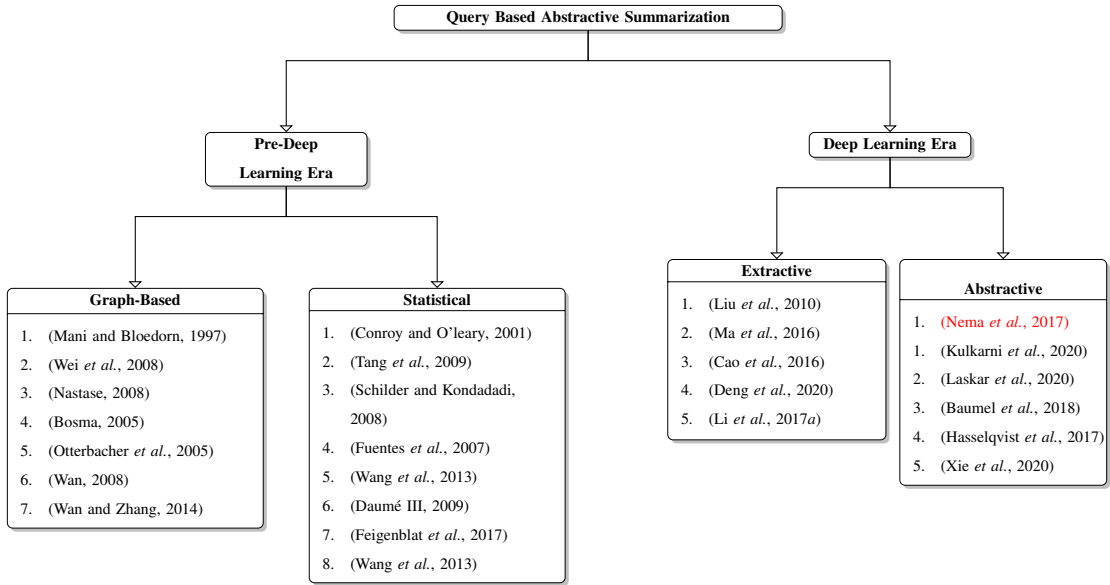 Query Based Abstractive Summarization
Pre-Deep
Learning Era
Deep Learning Era
Graph-Based
1. (Mani and Bloedorn, 1997)
2. (Wei et al., 2008)
3. (Nastase, 2008)
4. (Bosma, 2005)
5. (Otterbacher et al., 2005)
6. (Wan, 2008)
7. (Wan and Zhang, 2014)
Statistical
1. (Conroy and O'leary, 2001)
2. (Tang et al., 2009)
3. (Schilder and Kondadadi,
2008)
4. (Fuentes et al., 2007)
5. (Wang et al., 2013)
6. (Daumé III, 2009)
7. (Feigenblat et al., 2017)
8. (Wang et al., 2013)
Extractive
1. (Liu et al., 2010)
2. (Ma et al., 2016)
3. (Cao et al., 2016)
4. (Deng et al., 2020)
5. (Li et al., 2017a)
Abstractive
1. (Nema et al., 2017)
1. (Kulkarni et al., 2020)
2. (Laskar et al., 2020)
3. (Baumel et al., 2018)
4. (Hasselqvist et al., 2017)
5. (Xie et al., 2020)